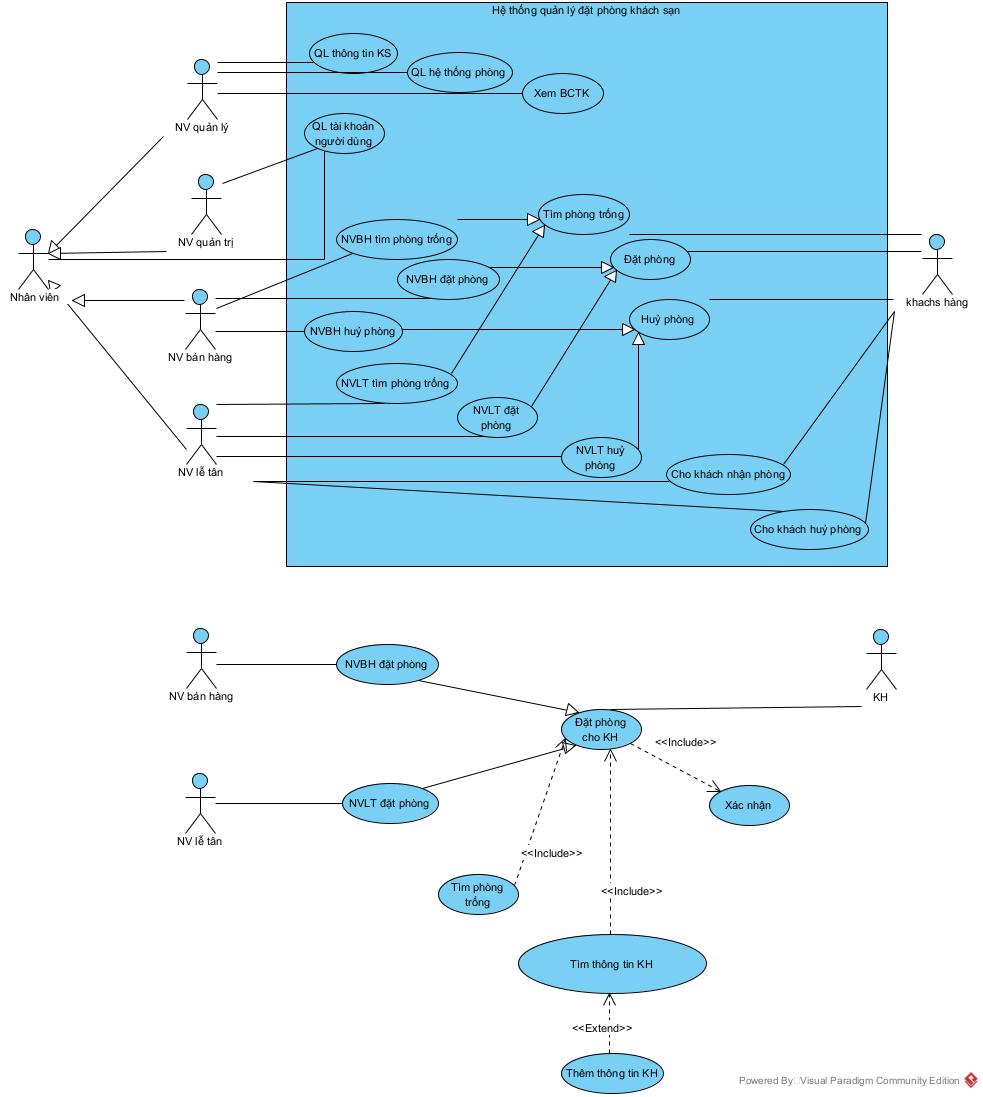 Hệ thống quản lý đặt phòng khách sạn
QL thông tin KS
QL hệ thống phòng
Xem BCTK
NV quản lý
QL tài khoản
người dùng
NV quản trị
Tìm phòng trống
NVBH tìm phòng trống
Đặt phòng
NVBH đặt phòng
Nhân viên
khachs hàng
Huỷ phòng
NVBH huỷ phòng
NV bán hàng
NVLT tìm phòng trống
NVLT đặt
phòng
NVLT huỷ
phòng
NV lễ tân
Cho khách nhận phòng
Cho khách huỷ phòng
NVBH đặt phòng
NV bán hàng
KH
Đặt phòng
cho KH
<<Include>>
NVLT đặt phòng
Xác nhận
NV lễ tân
<<Include>>
Tìm phòng
trống
<<Include>>
Tìm thông tin KH
<<Extend>>
Thêm thông tin KH
Powered By Visual Paradigm Community Edition